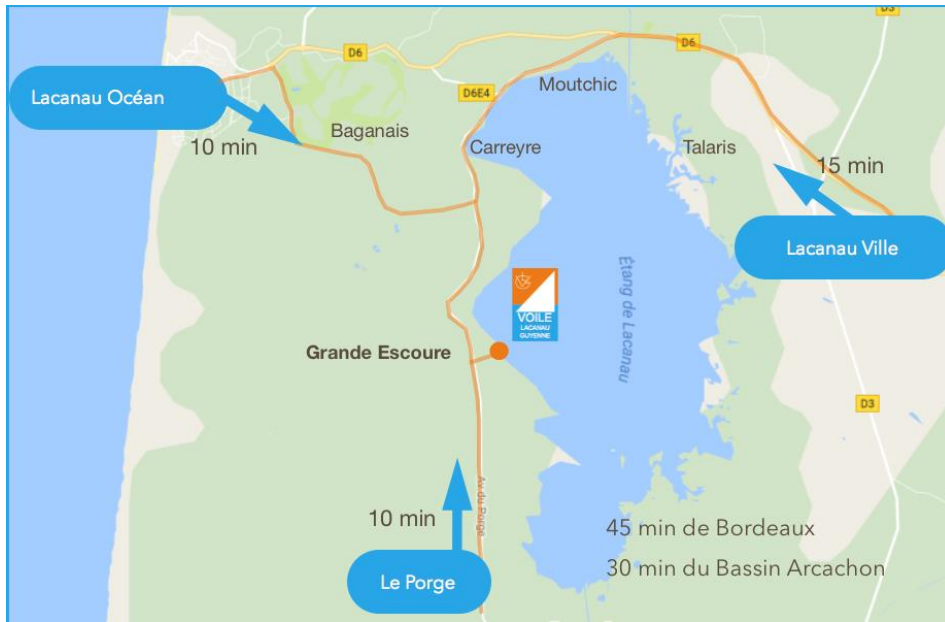 D3
D6
D6
Moutchic
D6E4
Lacanau Océan
Baganais
10 min
Carreyre
Talaris
15 min
Lacanau Ville
Étang de Lacanau
VOILE
LACANAU
GUYENNE
Grande Escoure
D3
Av du Porge
10 min
45 min de Bordeaux
30 min du Bassin Arcachon
Le Porge